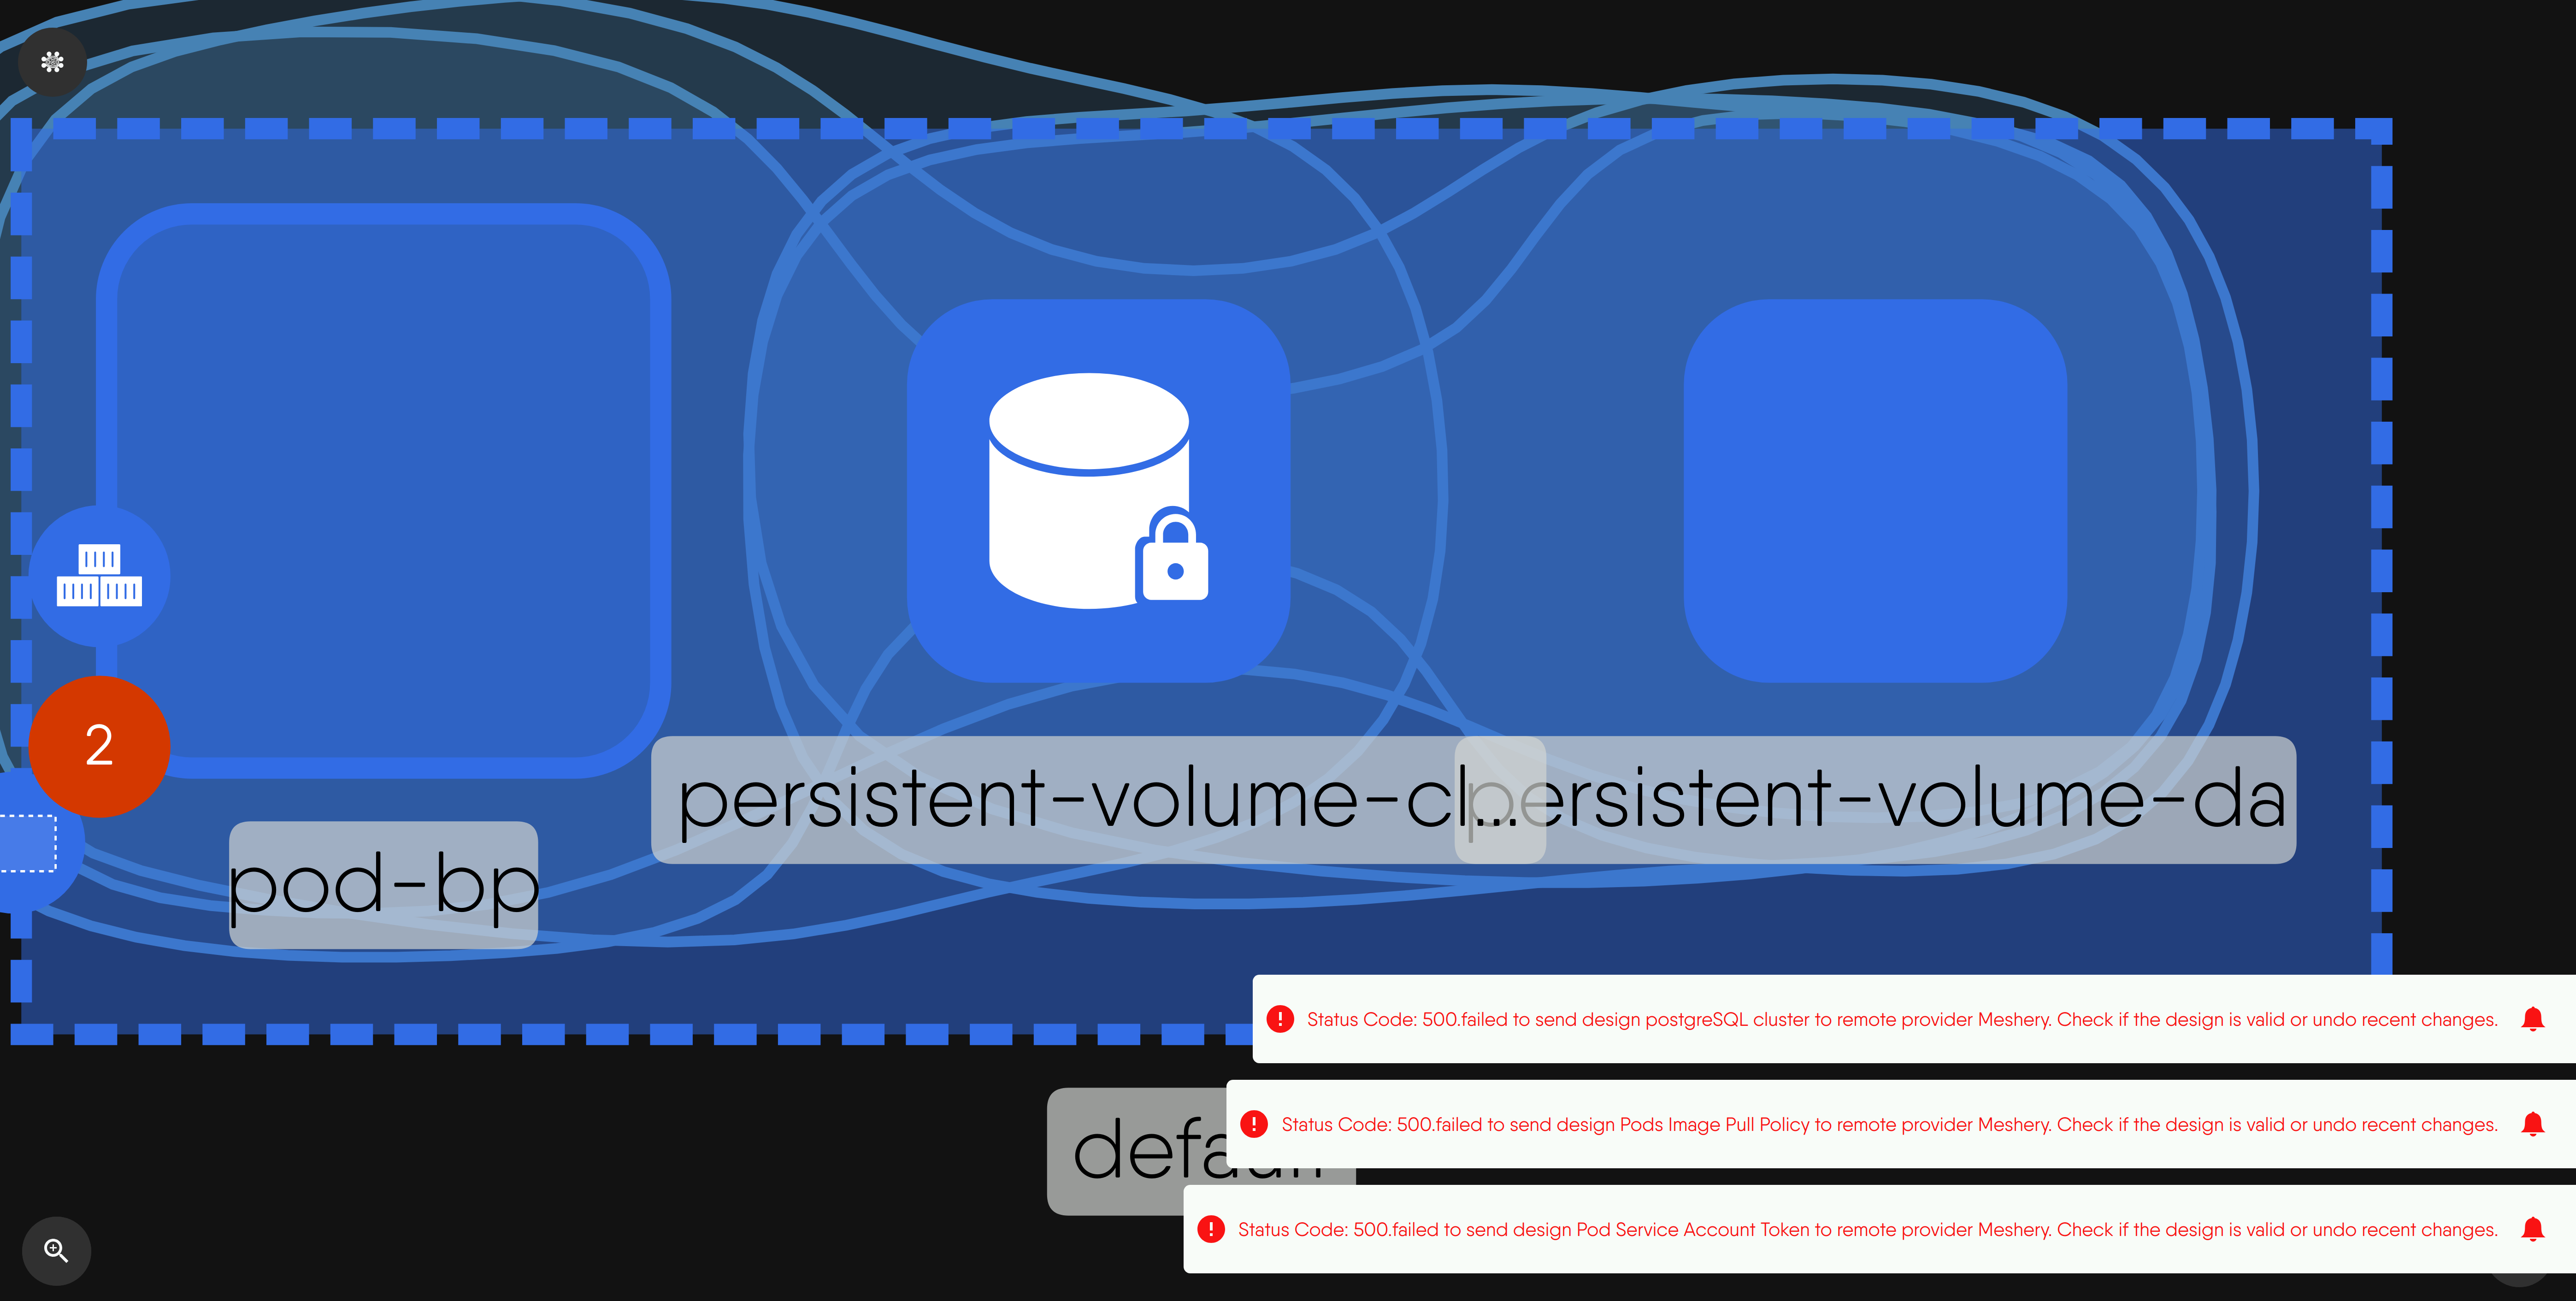 2
persistent-volume-cl...
persistent-volume-da
pod-bp
Status Code: 500.failed to send design postgreSQL cluster to remote provider Meshery. Check if the design is valid or undo recent changes.
Status Code: 500.failed to send design Pods Image Pull Policy to remote provider Meshery. Check if the design is valid or undo recent changes.
default
Status Code: 500.failed to send design Pod Service Account Token to remote provider Meshery. Check if the design is valid or undo recent changes.